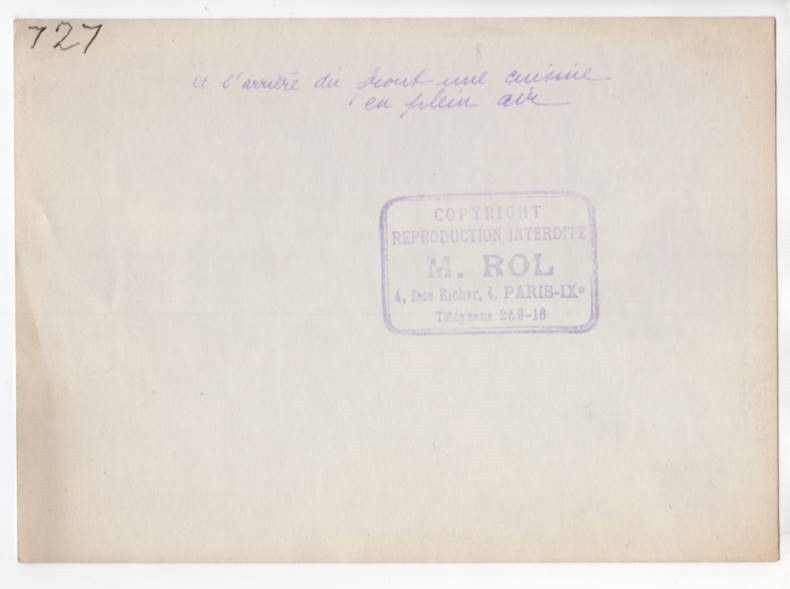 727
A l'arrière du front une cuisine
en plein air
COPYRIGHT
REPRODUCTION INTERDITE
M. ROL
4, Rue Richer, 4. PARIS-IXe
Téléphone 289-16